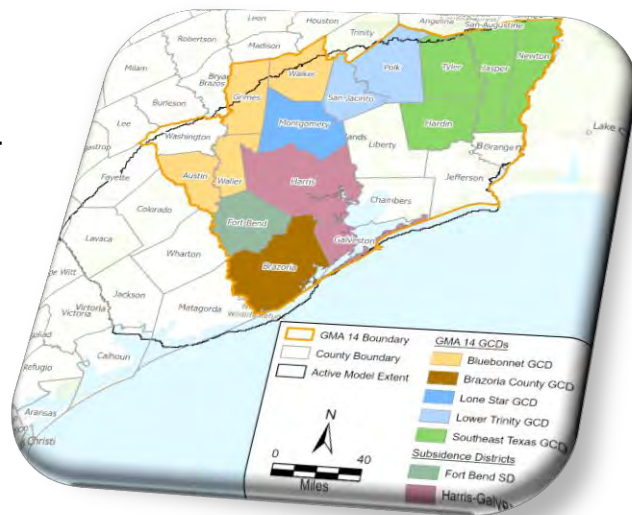 Leon
Houston
Angelina
San-Augustine
Robertson
Madison
Trinity
Milam
Walker
Polk
Tyler
Jasper
Newton
Brazos
Grimes
San-Jacinto
Burleson
Lee
Washington
Montgomery
Hardin
Liberty
Orange
Lake C
Fayette
Austin
Waller
Harris
Jefferson
Colorado
Chambers
Lavaca
Fort Bend
Galveston
Wharton
Brazoria
Jackson
Matagorda
Victoria
Calhoun
Refugio
Aransas
Christi
GMA 14 Boundary
County Boundary
Active Model Extent
GMA 14 GCDs
Bluebonnet GCD
Brazoria County GCD
Lone Star GCD
Lower Trinity GCD
Southeast Texas GCD
Subsidence Districts
Fort Bend SD
N
0 40
Miles